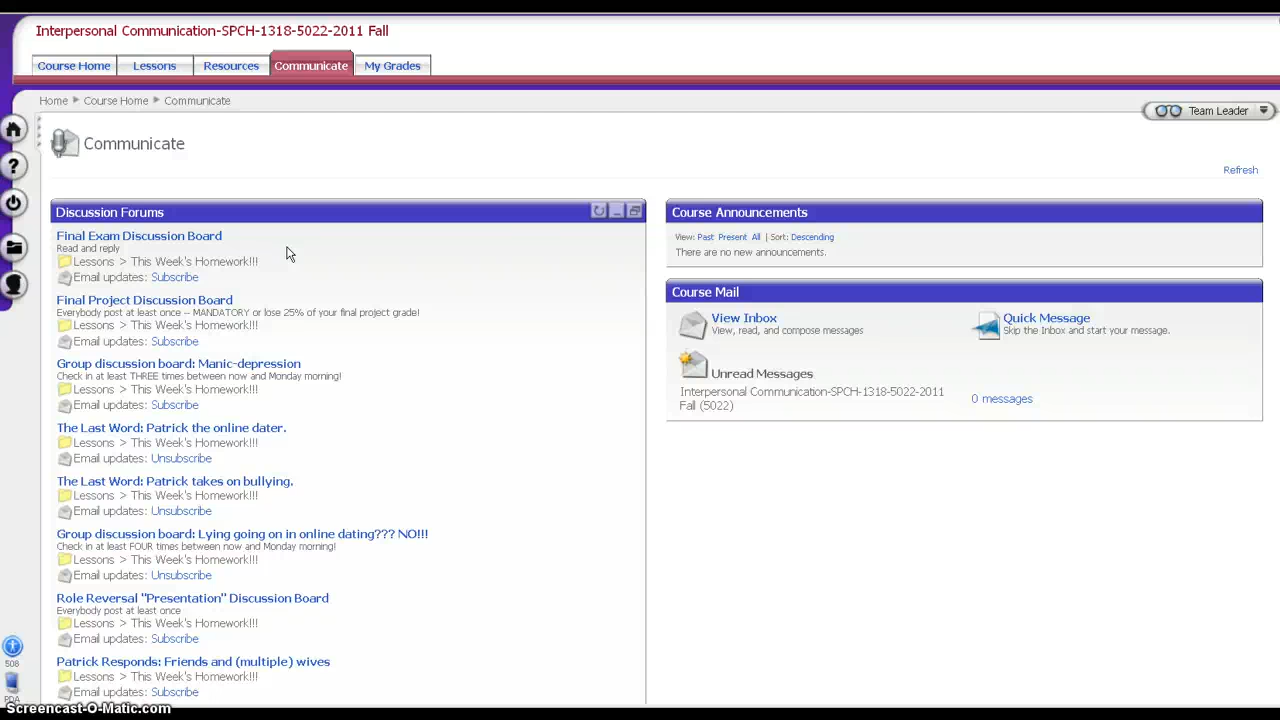 Interpersonal Communication-SPCH-1318-5022-2011 Fall
Course Home Lessons Resources Communicate My Grades
Home Course Home Communicate
Team Leader
Communicate
Refresh
Discussion Forums
Final Exam Discussion Board
Read and reply
Lessons > This Week's Homework!!!
Email updates: Subscribe
Final Project Discussion Board
Everybody post at least once -- MANDATORY or lose 25% of your final project grade!
Lessons > This Week's Homework!!!
Email updates: Subscribe
Group discussion board: Manic-depression
Check in at least THREE times between now and Monday morning!
Lessons > This Week's Homework!!!
Email updates: Subscribe
The Last Word: Patrick the online dater.
Lessons > This Week's Homework!!!
Email updates: Unsubscribe
The Last Word: Patrick takes on bullying.
Lessons > This Week's Homework!!!
Email updates: Unsubscribe
Group discussion board: Lying going on in online dating??? NO!!!
Check in at least FOUR times between now and Monday morning!
Lessons > This Week's Homework!!!
Email updates: Unsubscribe
Role Reversal "Presentation" Discussion Board
Everybody post at least once
Lessons > This Week's Homework!!!
Email updates: Subscribe
Patrick Responds: Friends and (multiple) wives
Lessons > This Week's Homework!!!
Email updates: Subscribe
Course Announcements
View: Past Present All | Sort: Descending
There are no new announcements.
Course Mail
View Inbox
View, read, and compose messages
Quick Message
Skip the Inbox and start your message.
Unread Messages
Interpersonal Communication-SPCH-1318-5022-2011
Fall (5022)
0 messages
508
PDA
Screencast-O-Matic.com